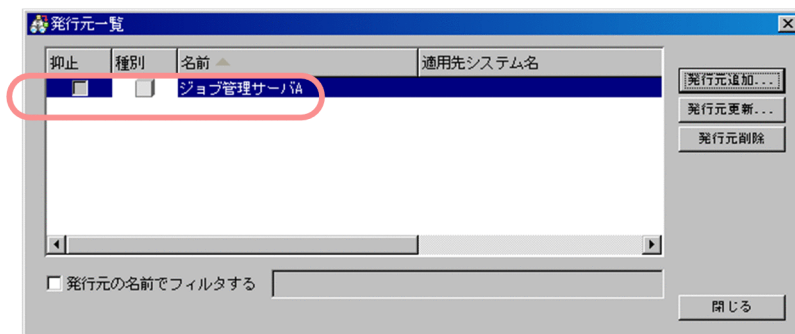 発行元一覧
抑止 種別 名前 適用先システム名
ジョブ管理サーバA
発行元追加...
発行元更新...
発行元削除
発行元の名前でフィルタする
閉じる